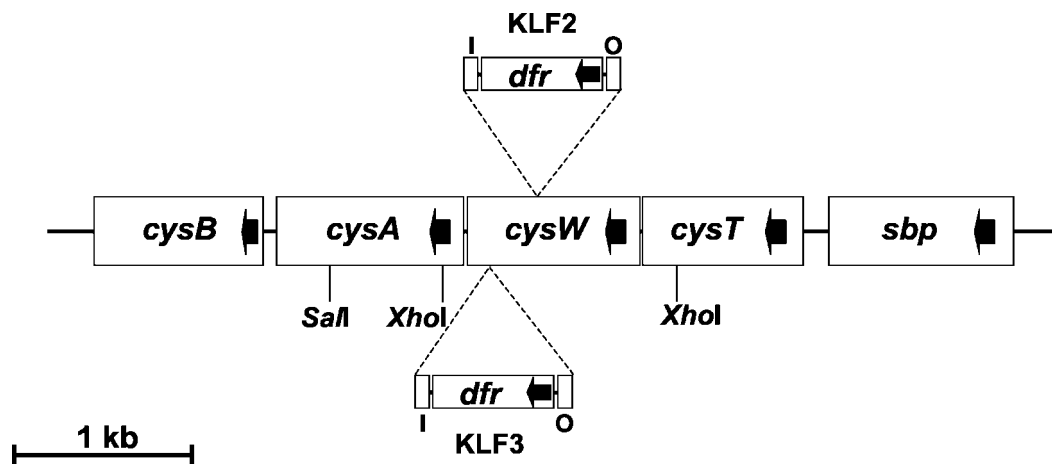 KLF2
I O
dfr
cysB cysA cysW cysT sbp
SalI XhoI XhoI
dfr
I O
KLF3
1 kb